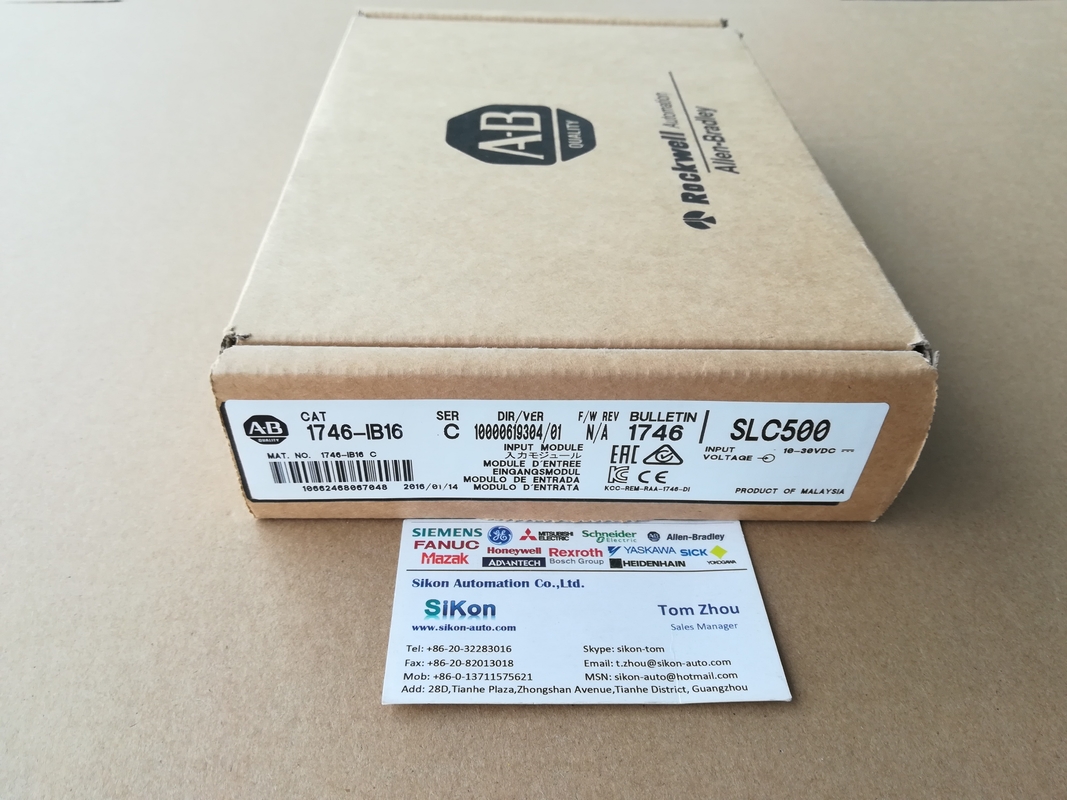 A-B
QUALITY
Rockwell Automation
Allen-Bradley
A-B
QUALITY
CAT
1746-IB16
SER
C
DIR/VER
10000619304/01
F/W REV
N/A
BULLETIN
1746
SLC500
MAT. NO. 1746-IB16 C
10662468067048 2016/01/14
INPUT MODULE
入力モジュール
MODULE D'ENTREE
EINGANGSMODUL
MODULO DE ENTRADA
MODULO D'ENTRATA
EAC
KC CE
KCC-REM-RAA-1746-DI
INPUT
VOLTAGE
10-30VDC
PRODUCT OF MALAYSIA
SIEMENS GE MITSUBISHI ELECTRIC Schneider Electric AB Allen-Bradley
FANUC Honeywell Rexroth Bosch Group YASKAWA SICK YOKOGAWA
Mazak ADVANTECH HEIDENHAIN
Sikon Automation Co.,Ltd.
SiKon
www.sikon-auto.com
Tom Zhou
Sales Manager
Tel: +86-20-32283016
Fax: +86-20-82013018
Mob: +86-0-13711575621
Skype: sikon-tom
Email: t.zhou@sikon-auto.com
MSN: sikon-auto@hotmail.com
Add: 28D,Tianhe Plaza,Zhongshan Avenue,Tianhe District, Guangzhou